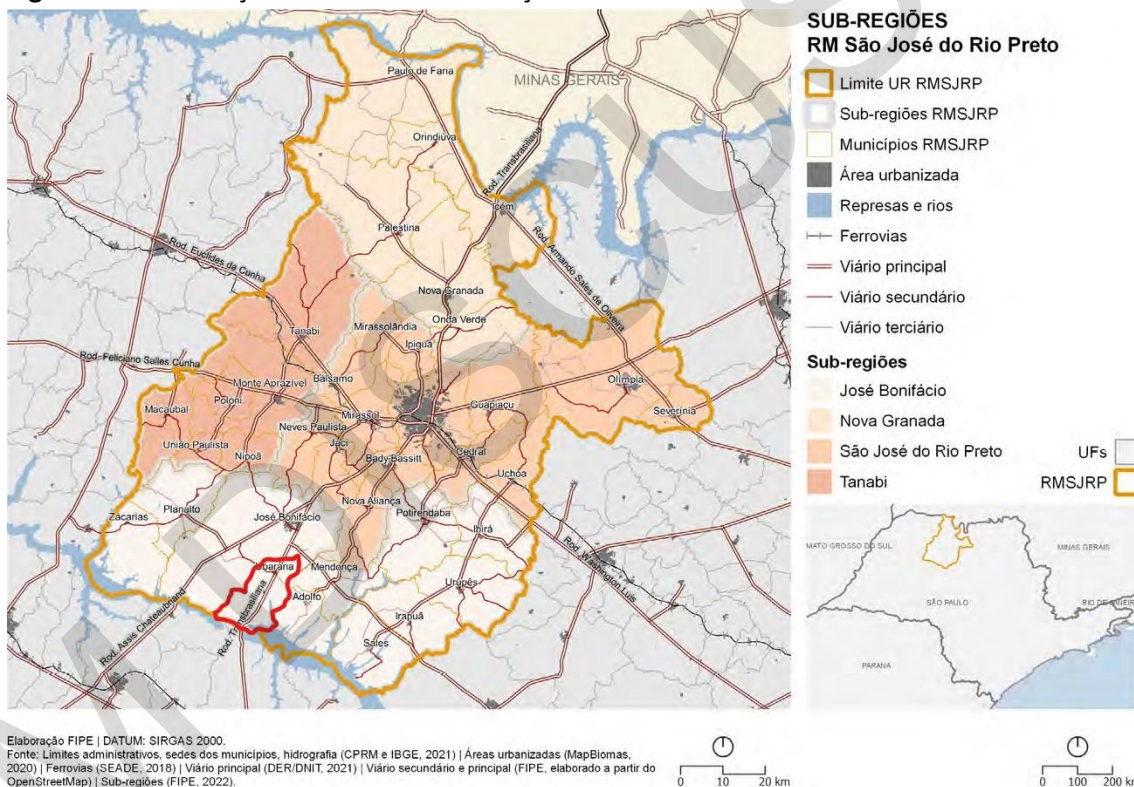 SUB-REGIÕES
RM São José do Rio Preto
Limite UR RMSJRP
Sub-regiões RMSJRP
Municípios RMSJRP
Área urbanizada
Represas e rios
Ferrovias
Viário principal
Viário secundário
Viário terciário
Sub-regiões
José Bonifácio
Nova Granada
São José do Rio Preto
Tanabi
UFs
RMSJRP
Paulo de Faria
MINAS GERAIS
Orindiúva
Rod. Transbrasiliana
Icém
Palestina
Rod. Euclides da Cunha
Rod. Armando Sales de Oliveira
Nova Granada
Onda Verde
Tanabi
Mirassolândia
Ipiguá
Rod. Feliciano Salles Cunha
Monte Aprazível
Bálsamo
Olímpia
Macaubal
Poloni
Guapiaçu
Severínia
Mirassol
Neves Paulista
União Paulista
Jaci
Nipoã
Bady Bassitt
Cedral
Uchôa
Nova Aliança
Zacarias
Planalto
José Bonifácio
Potirendaba
Ibirá
Rod. Washington Luis
Ubarana
Mendonça
Adolfo
Urupês
Irapuã
Rod. Assis Chateaubriand
Rod. Transbrasiliana
Sales
MATO GROSSO DO SUL
MINAS GERAIS
SÃO PAULO
RIO DE JANEIRO
PARANÁ
Elaboração FIPE | DATUM: SIRGAS 2000.
Fonte: Limites administrativos, sedes dos municípios, hidrografia (CPRM e IBGE, 2021) | Áreas urbanizadas (MapBiomas,
2020) | Ferrovias (SEADE, 2018) | Viário principal (DER/DNIT, 2021) | Viário secundário e principal (FIPE, elaborado a partir do
OpenStreetMap) | Sub-regiões (FIPE, 2022).
0 10 20 km
0 100 200 km